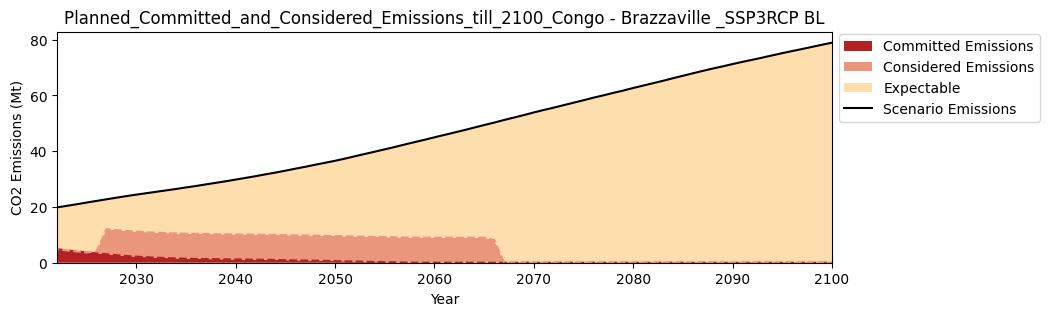 Planned_Committed_and_Considered_Emissions_till_2100_Congo - Brazzaville _SSP3RCP BL
80
60
40
20
0
CO2 Emissions (Mt)
2030
2040
2050
2060
2070
2080
2090
2100
Year
Committed Emissions
Considered Emissions
Expectable
Scenario Emissions